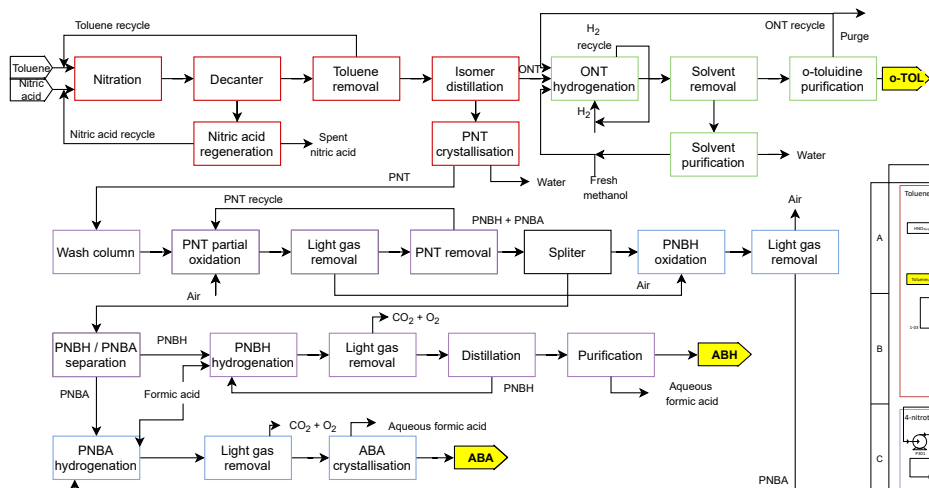 Toluene recycle
Toluene
Nitric
acid
Nitration
Decanter
Toluene
removal
Isomer
distillation
ONT
H2
recycle
ONT
hydrogenation
H2
Solvent
removal
ONT recycle
Purge
o-toluidine
purification
o-TOL
Nitric acid recycle
Nitric acid
regeneration
Spent
nitric acid
PNT
crystallisation
Water
Fresh
methanol
Solvent
purification
Water
PNT
PNT recycle
PNBH + PNBA
Air
Wash column
PNT partial
oxidation
Light gas
removal
PNT removal
Spliter
PNBH
oxidation
Light gas
removal
Air
Air
PNBH / PNBA
separation
PNBH
PNBH
hydrogenation
CO2 + O2
Light gas
removal
Distillation
Purification
ABH
PNBH
Aqueous
formic acid
PNBA
Formic acid
PNBA
hydrogenation
CO2 + O2
Light gas
removal
Aqueous formic acid
ABA
crystallisation
ABA
PNBA
Toluene
A
B
C
4-nitrot